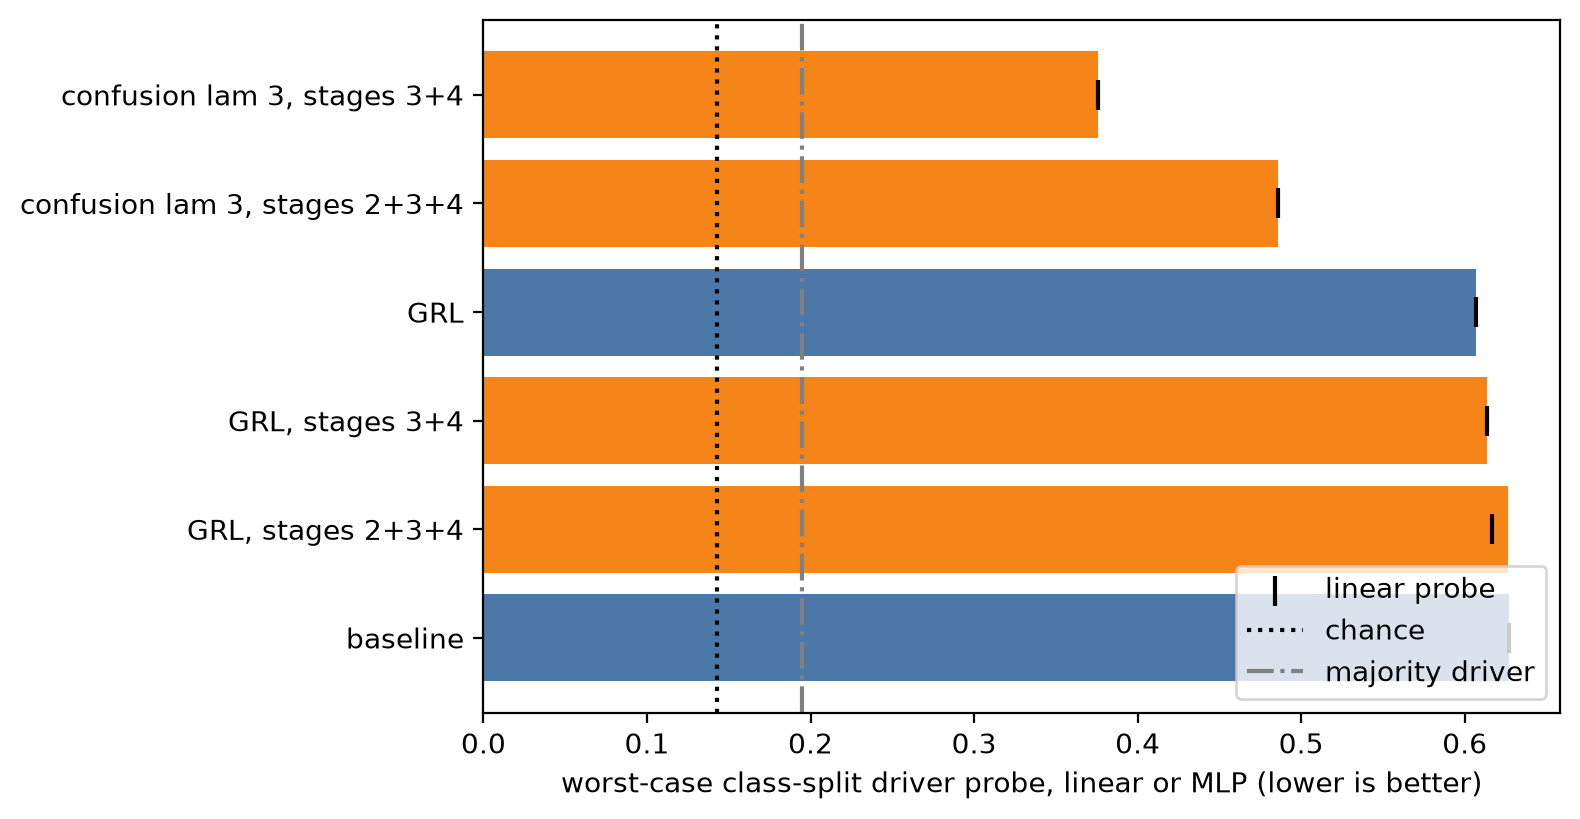 confusion lam 3, stages 3+4
confusion lam 3, stages 2+3+4
GRL
GRL, stages 3+4
GRL, stages 2+3+4
baseline
linear probe
chance
majority driver
0.0 0.1 0.2 0.3 0.4 0.5 0.6
worst-case class-split driver probe, linear or MLP (lower is better)